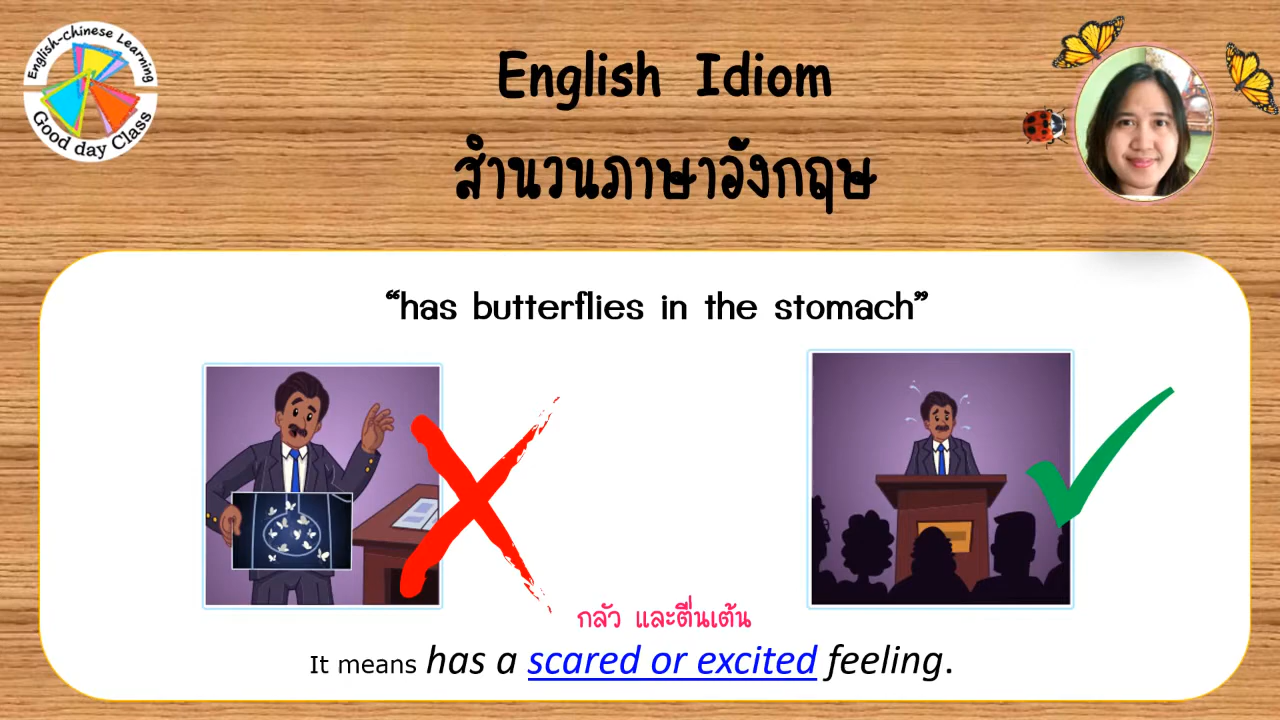 English-Chinese Learning
Good day Class
English Idiom
สำนวนภาษาอังกฤษ
“has butterflies in the stomach”
กลัว และตื่นเต้น
It means has a scared or excited feeling.